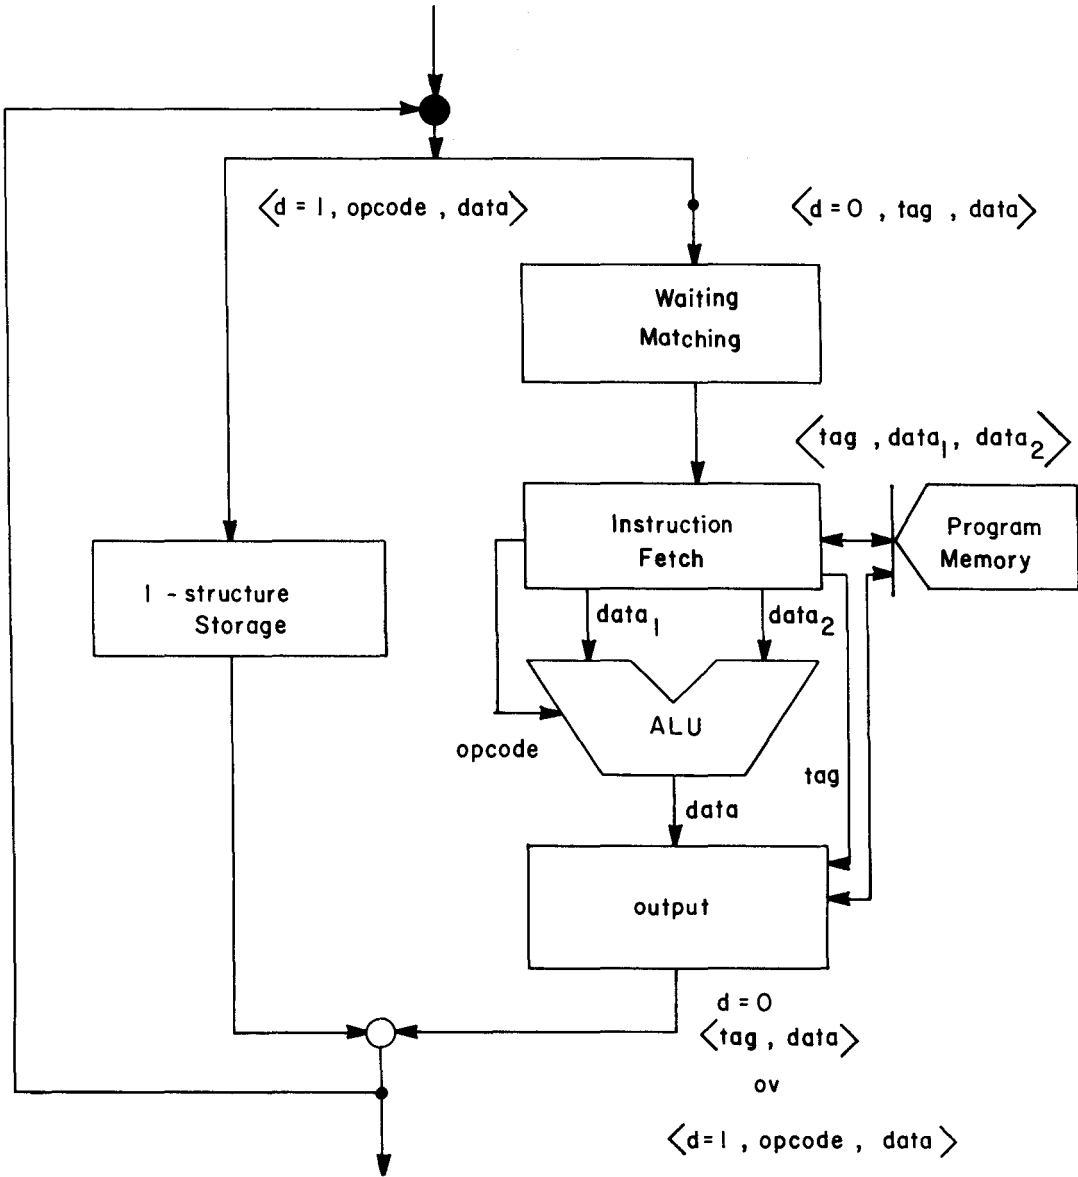 <d = 1, opcode, data>
<d = 0, tag, data>
Waiting
Matching
<tag, data₁, data₂>
Instruction
Fetch
Program
Memory
I - structure
Storage
data₁
data₂
ALU
opcode
tag
data
output
d = 0
<tag, data>
ov
<d=1, opcode, data>